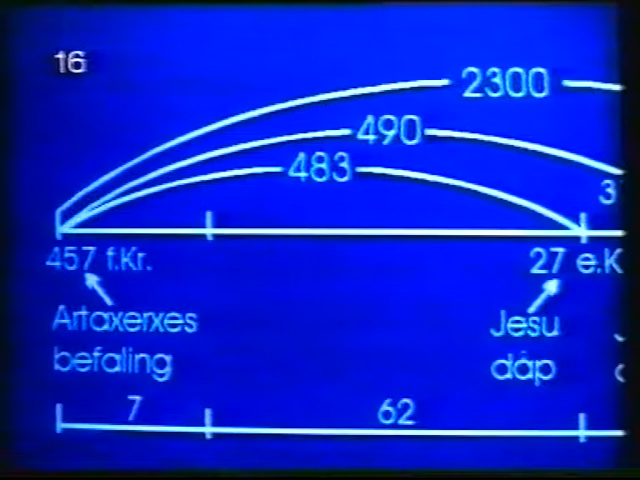 16
2300
490
483
457 f.Kr.
27 e.K
Artaxerxes
befaling
Jesu
dåp
7
62